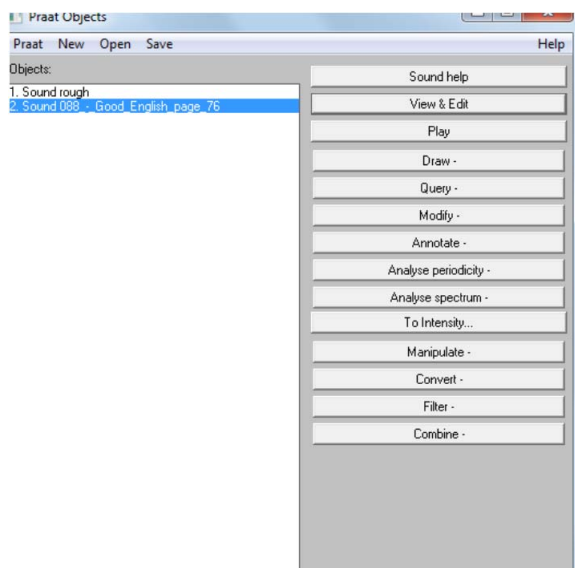 Praat Objects
Praat New Open Save Help
Objects:
1. Sound rough
2. Sound 088_-_Good_English_page_76
Sound help
View & Edit
Play
Draw -
Query -
Modify -
Annotate -
Analyse periodicity -
Analyse spectrum -
To Intensity...
Manipulate -
Convert -
Filter -
Combine -